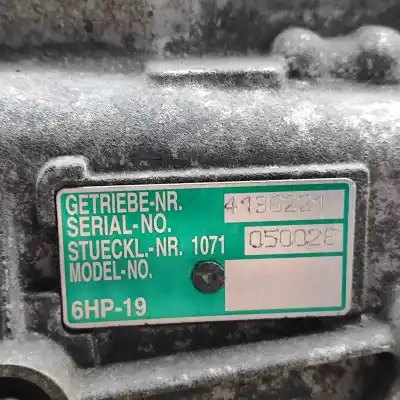 GETRIEBE-NR. 4136221
SERIAL-NO.
STUECKL.-NR. 1071 050026
MODEL-NO.
6HP-19